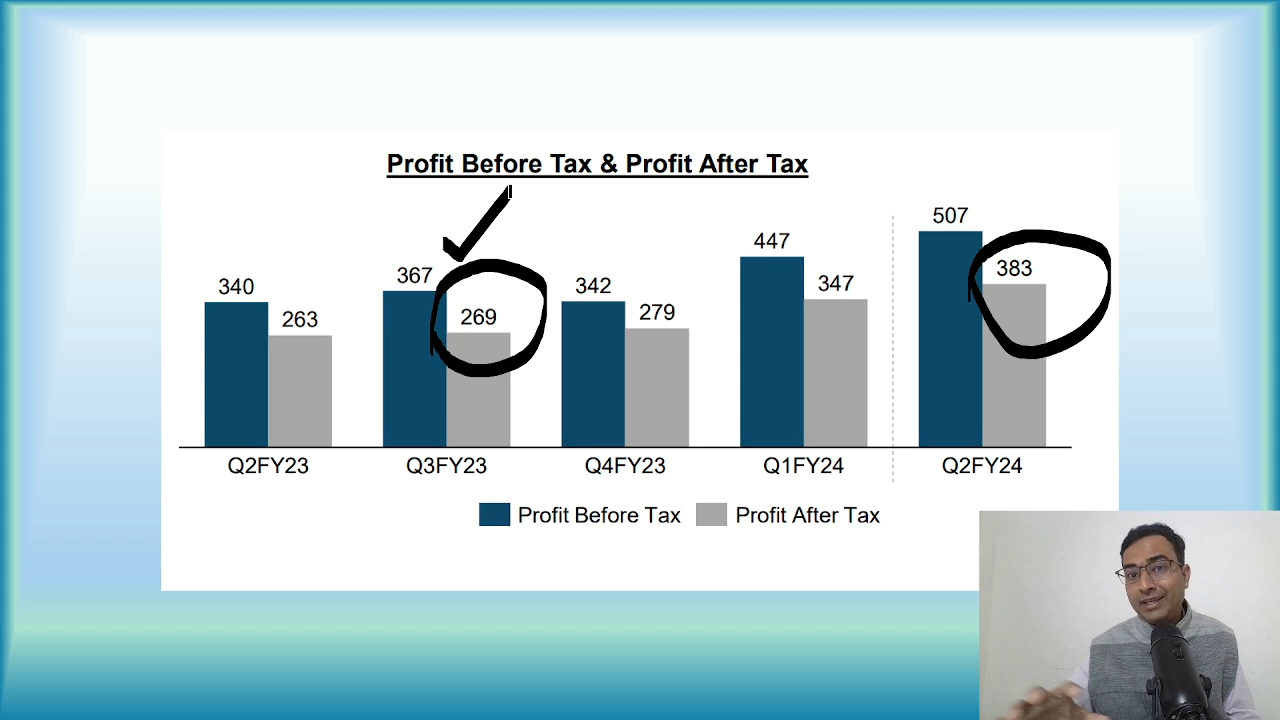 Profit Before Tax & Profit After Tax
340 263 367 269 342 279 447 347 507 383
Q2FY23 Q3FY23 Q4FY23 Q1FY24 Q2FY24
Profit Before Tax Profit After Tax